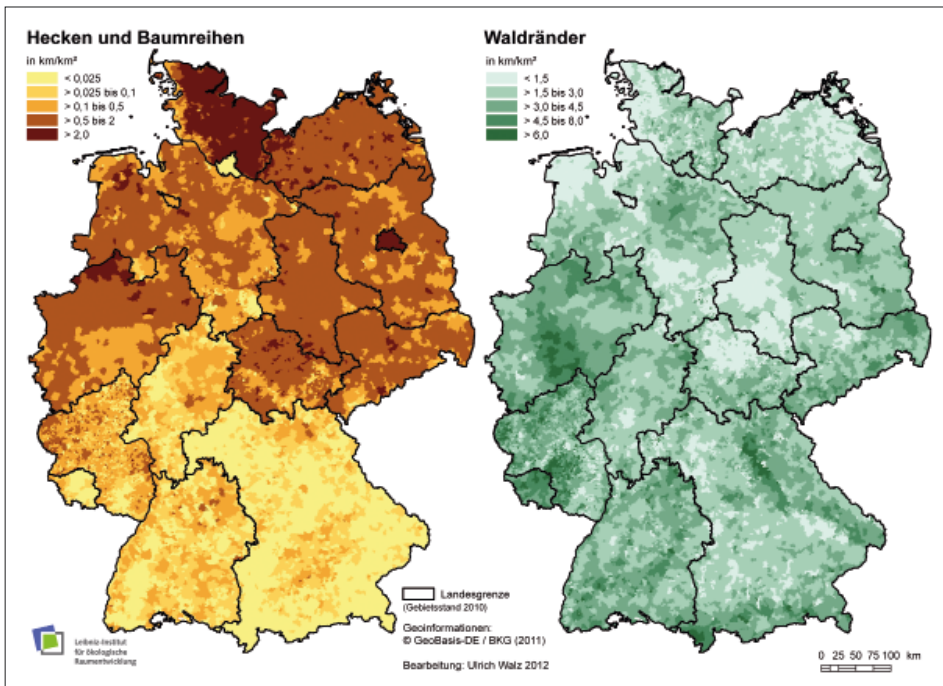 Hecken und Baumreihen
in km/km²
< 0,025
> 0,025 bis 0,1
> 0,1 bis 0,5
> 0,5 bis 2 *
> 2,0
Waldränder
in km/km²
< 1,5
> 1,5 bis 3,0
> 3,0 bis 4,5
> 4,5 bis 8,0*
> 6,0
Landesgrenze
(Gebietsstand 2010)
Geoinformationen:
© GeoBasis-DE / BKG (2011)
Bearbeitung: Ulrich Walz 2012
Leibniz-Institut
für ökologische
Raumentwicklung
0 25 50 75 100 km